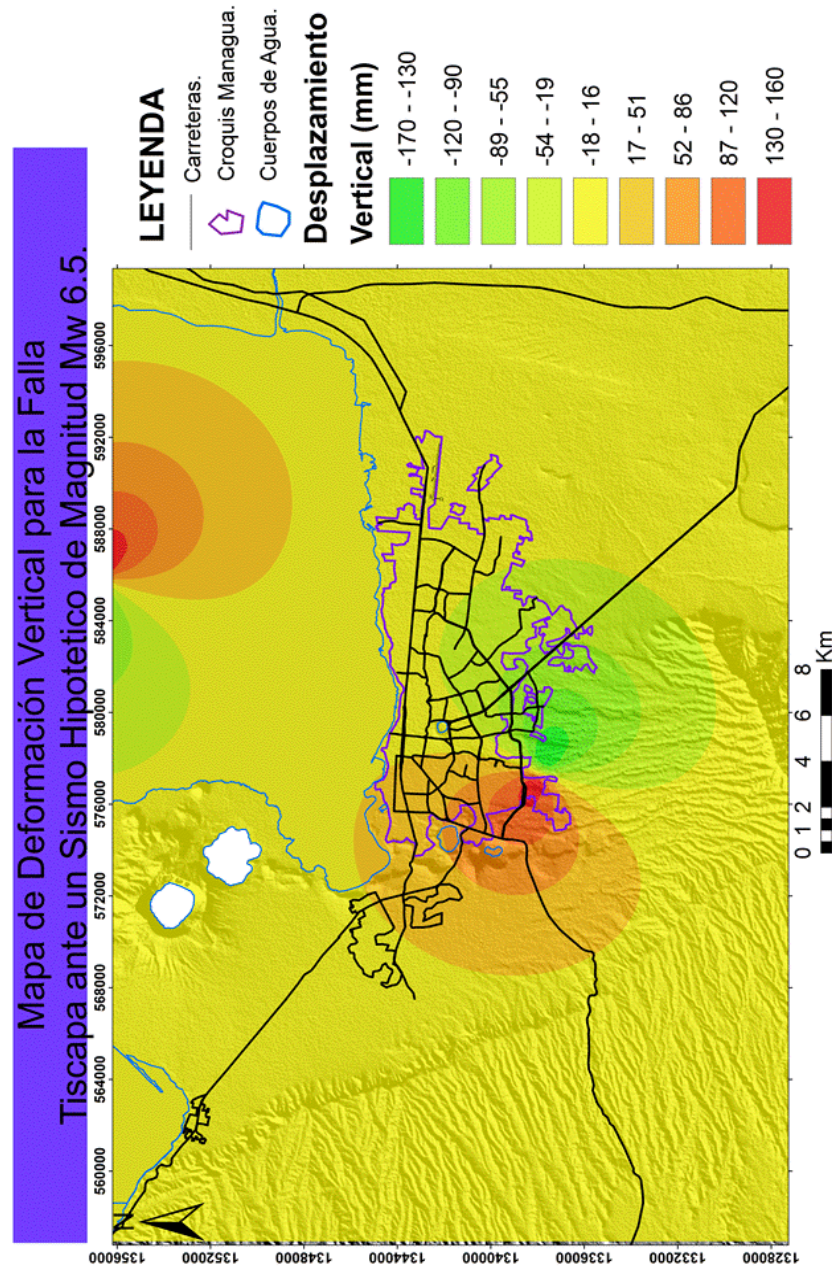 Mapa de Deformación Vertical para la Falla
Tiscapa ante un Sismo Hipotetico de Magnitud Mw 6.5.
560000 564000 568000 572000 576000 580000 584000 588000 592000 596000
1356000
1352000
1348000
1344000
1340000
1336000
1332000
1328000
N
0 1 2 4 6 8
Km
LEYENDA
Carreteras.
Croquis Managua.
Cuerpos de Agua.
Desplazamiento
Vertical (mm)
-170 - -130
-120 - -90
-89 - -55
-54 - -19
-18 - 16
17 - 51
52 - 86
87 - 120
130 - 160